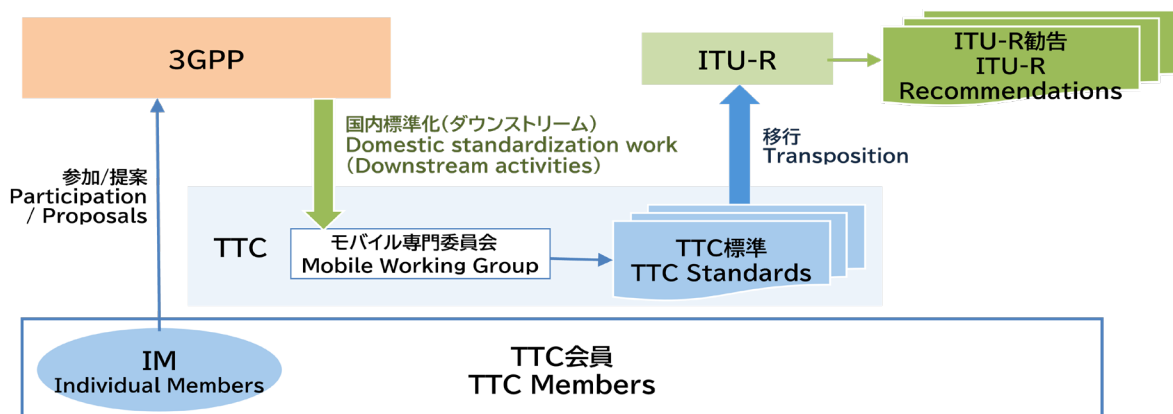 3GPP
ITU-R
ITU-R勧告
ITU-R
Recommendations
国内標準化(ダウンストリーム)
Domestic standardization work
(Downstream activities)
移行
Transposition
参加/提案
Participation
/ Proposals
TTC
モバイル専門委員会
Mobile Working Group
TTC標準
TTC Standards
IM
Individual Members
TTC会員
TTC Members